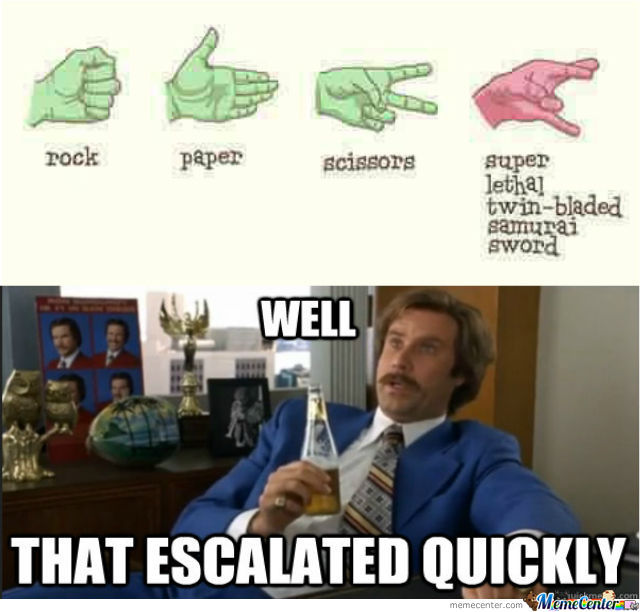 rock
paper
scissors
super
lethal
twin-bladed
samurai
sword
WELL
THAT ESCALATED QUICKLY
memecenter.com
MemeCenter